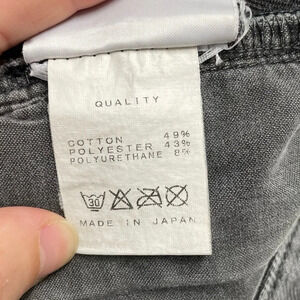 QUALITY
COTTON 49%
POLYESTER 43%
POLYURETHANE 8%
30
MADE IN JAPAN